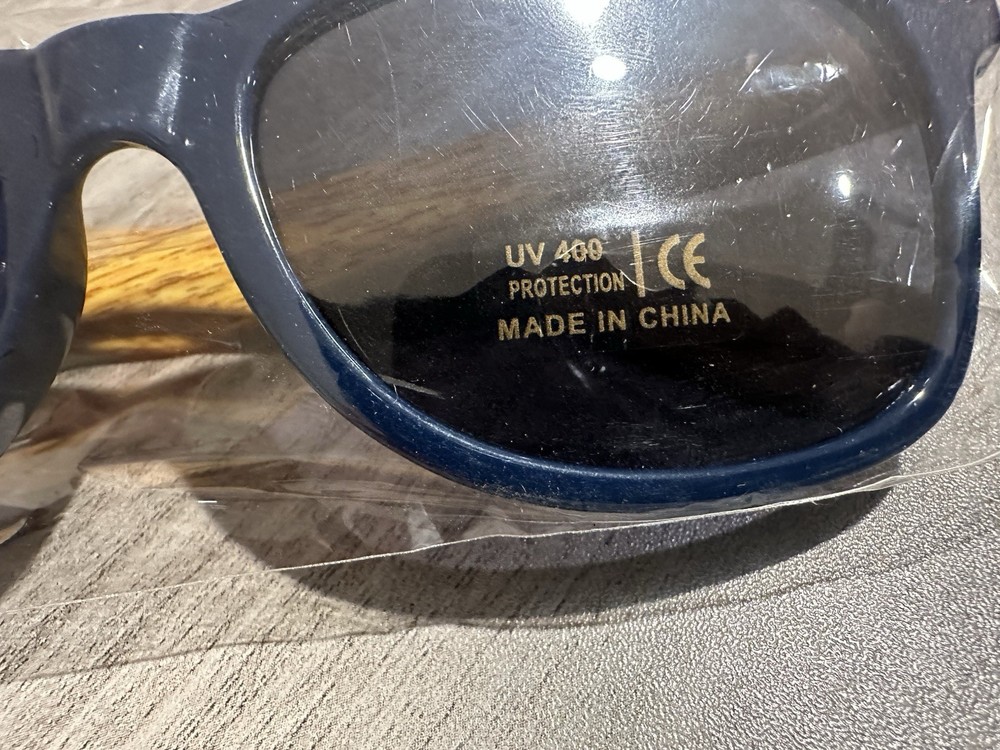 UV 400
PROTECTION | CE
MADE IN CHINA